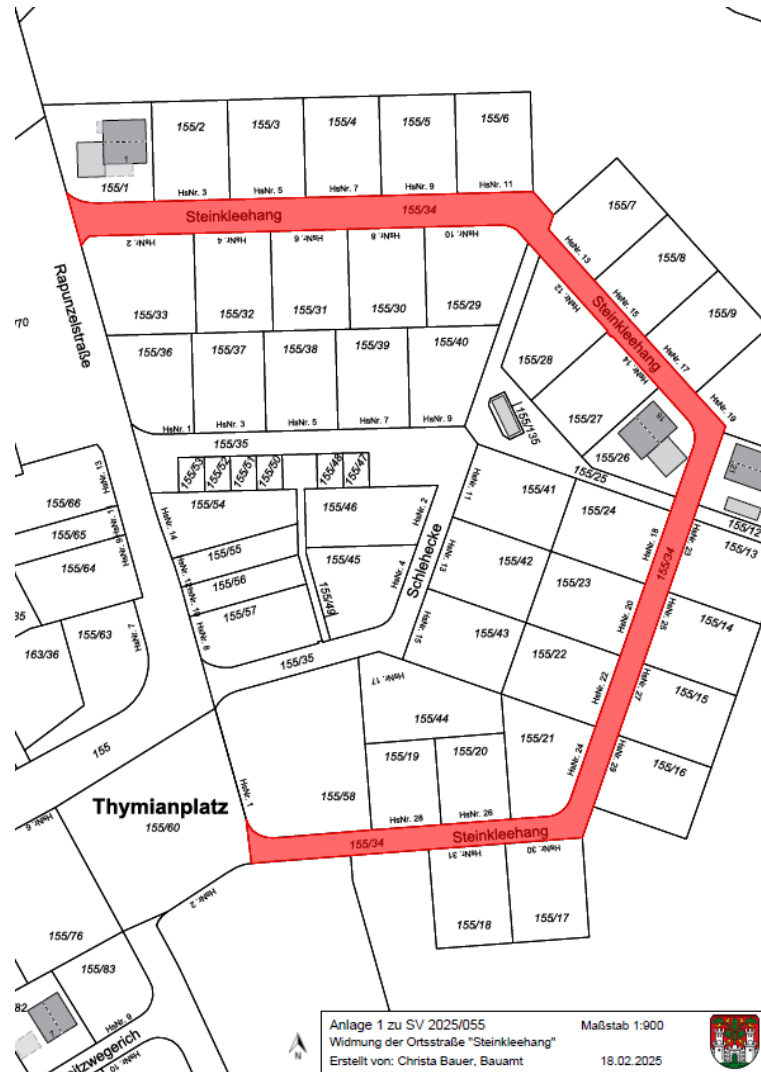 155/2
155/3
155/4
155/5
155/6
1
155/1
HsNr. 3
HsNr. 5
HsNr. 7
HsNr. 9
HsNr. 11
Steinkleehang
155/34
155/7
155/8
155/9
HsNr. 13
HsNr. 15
HsNr. 17
HsNr. 19
HsNr. 2
HsNr. 4
HsNr. 6
HsNr. 8
HsNr. 10
HsNr. 12
Steinkleehang
HsNr. 14
Rapunzelstraße
155/33
155/32
155/31
155/30
155/29
155/36
155/37
155/38
155/39
155/40
155/28
155/27
155/26
16
155/135
155/25
21
155/12
155/13
HsNr. 1
HsNr. 3
HsNr. 5
HsNr. 7
HsNr. 9
155/35
155/53
155/52
155/51
155/50
155/48
155/47
155/54
155/46
155/55
155/45
155/56
155/57
155/49
HsNr. 14
HsNr. 8
HsNr. 2
HsNr. 4
Schlehecke
HsNr. 11
HsNr. 13
HsNr. 15
HsNr. 17
155/41
155/24
155/42
155/23
155/43
155/22
155/44
155/21
HsNr. 18
HsNr. 20
HsNr. 22
HsNr. 24
155/34
HsNr. 23
HsNr. 25
HsNr. 27
HsNr. 29
155/14
155/15
155/16
HsNr. 13
155/66
155/65
155/64
155/63
HsNr. 7
163/36
155
155/35
155/19
155/20
155/58
HsNr. 1
HsNr. 28
HsNr. 26
Thymianplatz
155/60
155/34
Steinkleehang
HsNr. 31
HsNr. 30
155/18
155/17
HsNr. 6
HsNr. 2
155/76
155/83
HsNr. 9
HsNr. 10
itzwegerich
N
Anlage 1 zu SV 2025/055
Maßstab 1:900
Widmung der Ortsstraße "Steinkleehang"
Erstellt von: Christa Bauer, Bauamt
18.02.2025